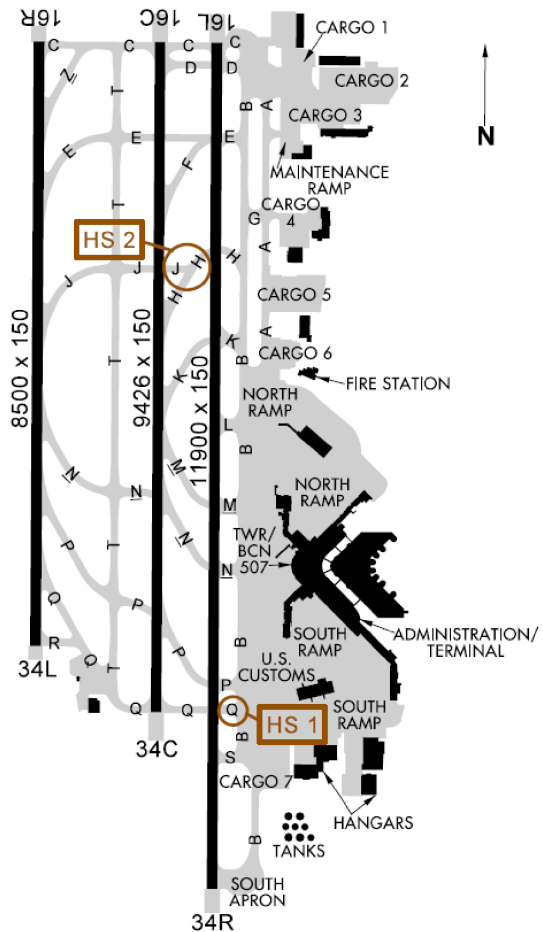 16R
16C
16L
C
C
C
C
CARGO 1
N
Z
D
D
CARGO 2
T
B
A
CARGO 3
E
E
E
F
MAINTENANCE
RAMP
T
CARGO
4
G
A
HS 2
H
H
J
J
J
H
CARGO 5
8500 x 150
9426 x 150
11900 x 150
A
K
CARGO 6
B
T
K
FIRE STATION
NORTH
RAMP
L
B
N
N
M
M
NORTH
RAMP
N
T
P
TWR/
BCN
507
N
Q
P
B
SOUTH
RAMP
ADMINISTRATION/
TERMINAL
R
34L
Q
T
P
P
U.S.
CUSTOMS
Q
Q
Q
HS 1
SOUTH
RAMP
34C
B
S
CARGO 7
HANGARS
B
TANKS
SOUTH
APRON
34R